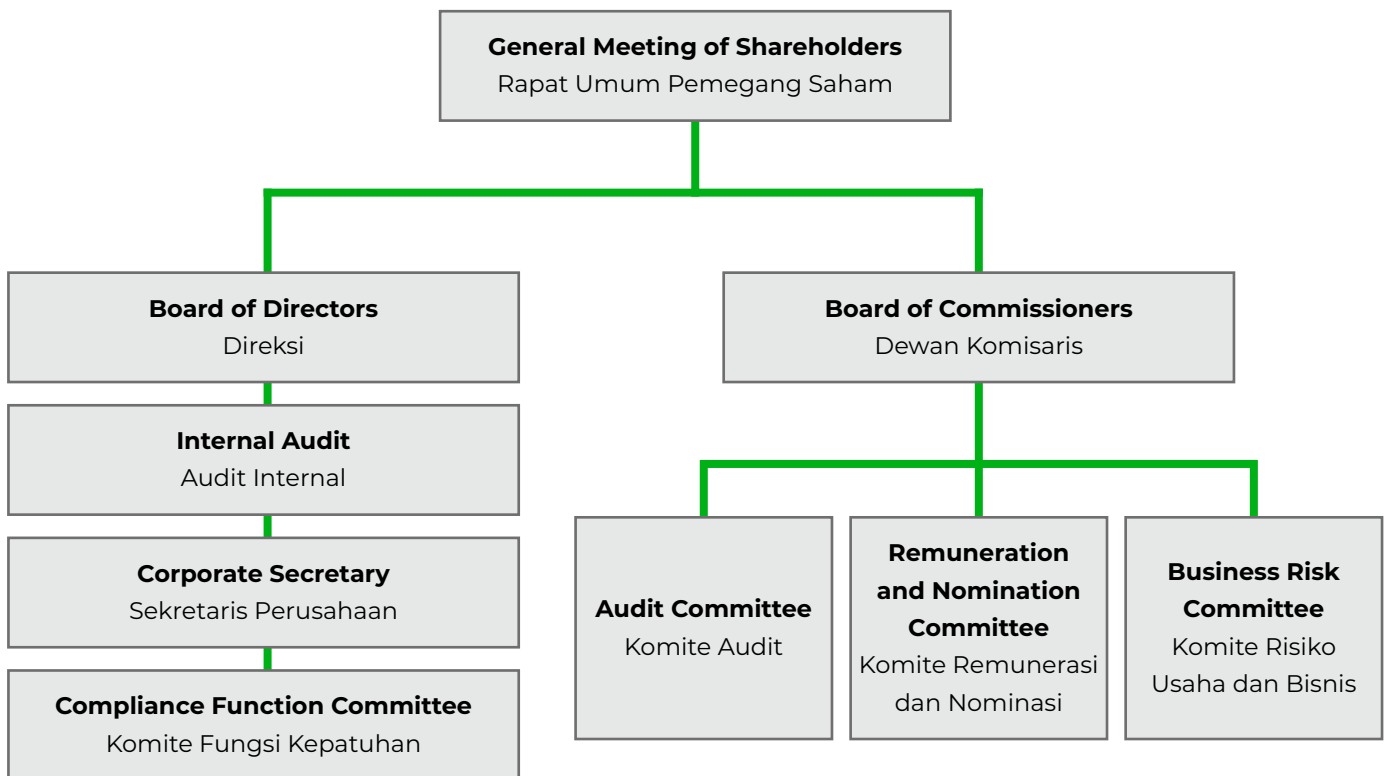 General Meeting of Shareholders
Rapat Umum Pemegang Saham
Board of Directors
Direksi
Internal Audit
Audit Internal
Corporate Secretary
Sekretaris Perusahaan
Compliance Function Committee
Komite Fungsi Kepatuhan
Board of Commissioners
Dewan Komisaris
Audit Committee
Komite Audit
Remuneration
and Nomination
Committee
Komite Remunerasi
dan Nominasi
Business Risk
Committee
Komite Risiko
Usaha dan Bisnis